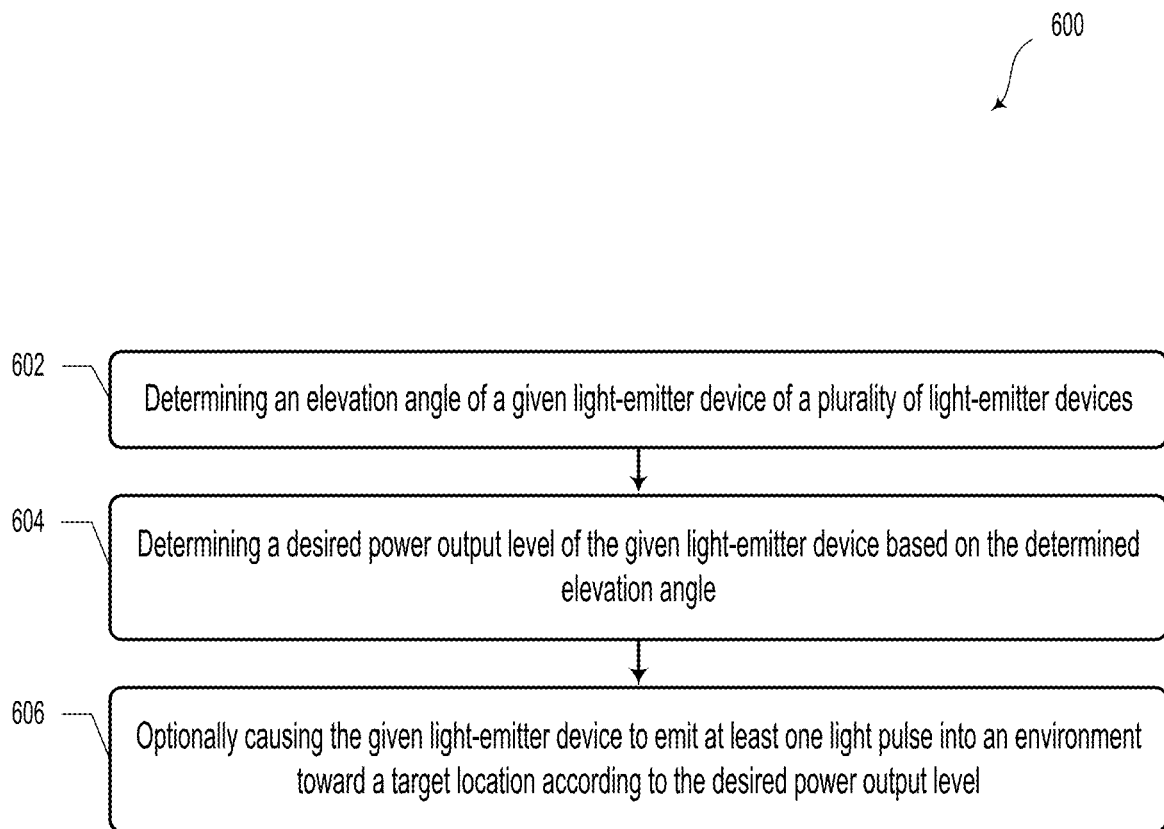 600
602
Determining an elevation angle of a given light-emitter device of a plurality of light-emitter devices
604
Determining a desired power output level of the given light-emitter device based on the determined
elevation angle
606
Optionally causing the given light-emitter device to emit at least one light pulse into an environment
toward a target location according to the desired power output level